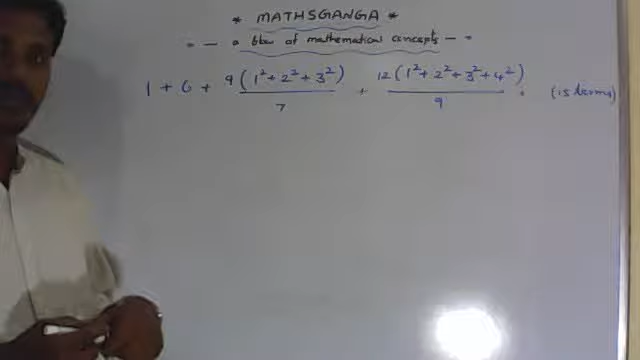 * MATHSGANGA *
- - a flow of mathematical concepts - -
1 + 6 + 9(1² + 2² + 3²)/7 + 12(1² + 2² + 3² + 4²)/9 . (15 terms)